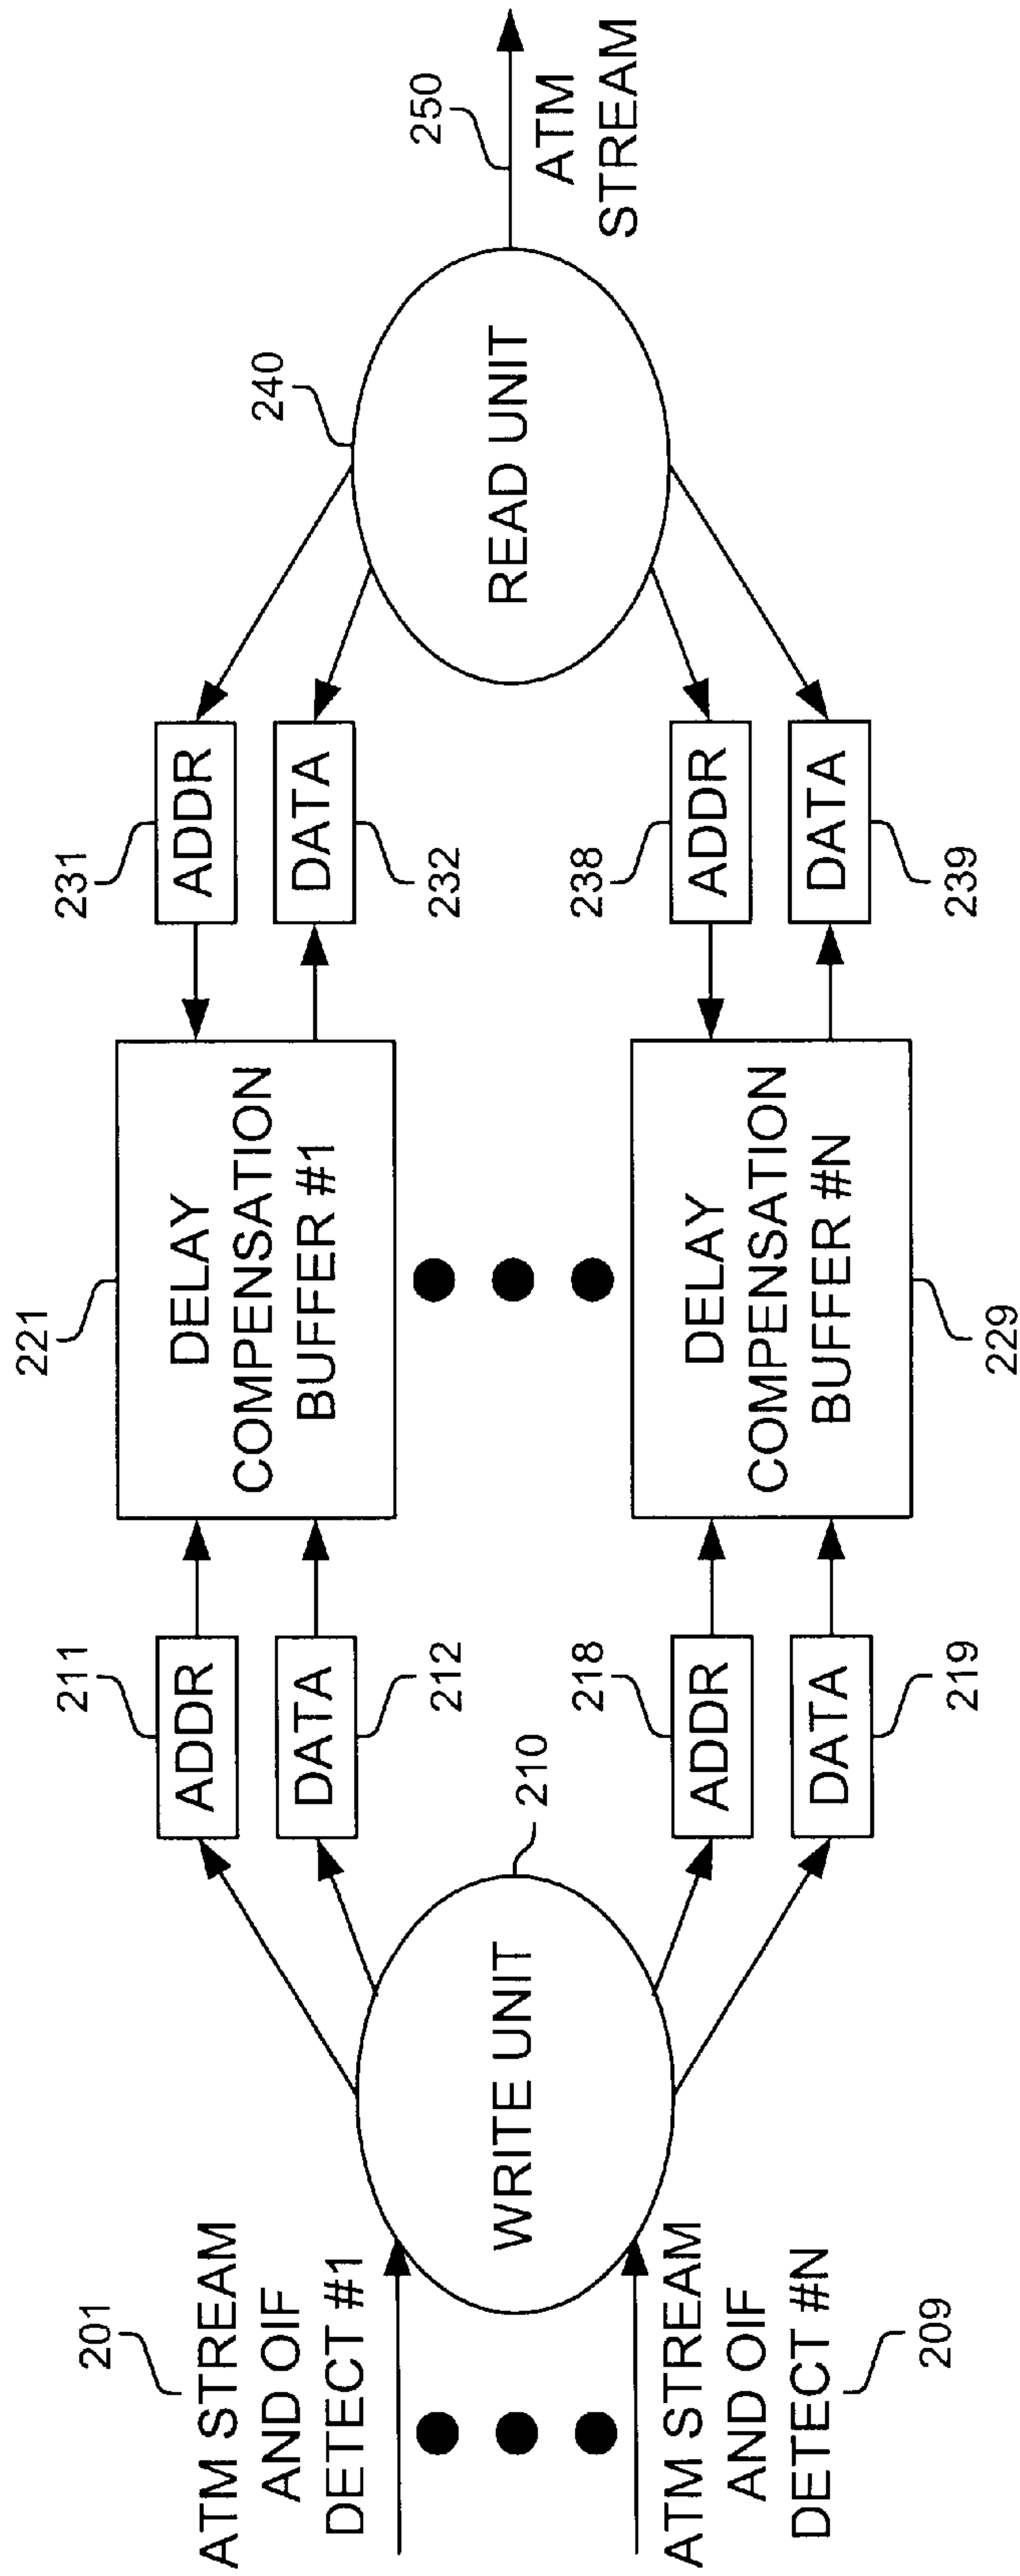 201
ATM STREAM
AND OIF
DETECT #1
ATM STREAM
AND OIF
DETECT #N
209
WRITE UNIT
210
211
ADDR
DATA
212
218
ADDR
DATA
219
221
DELAY
COMPENSATION
BUFFER #1
DELAY
COMPENSATION
BUFFER #N
229
231
ADDR
DATA
232
238
ADDR
DATA
239
240
READ UNIT
250
ATM
STREAM